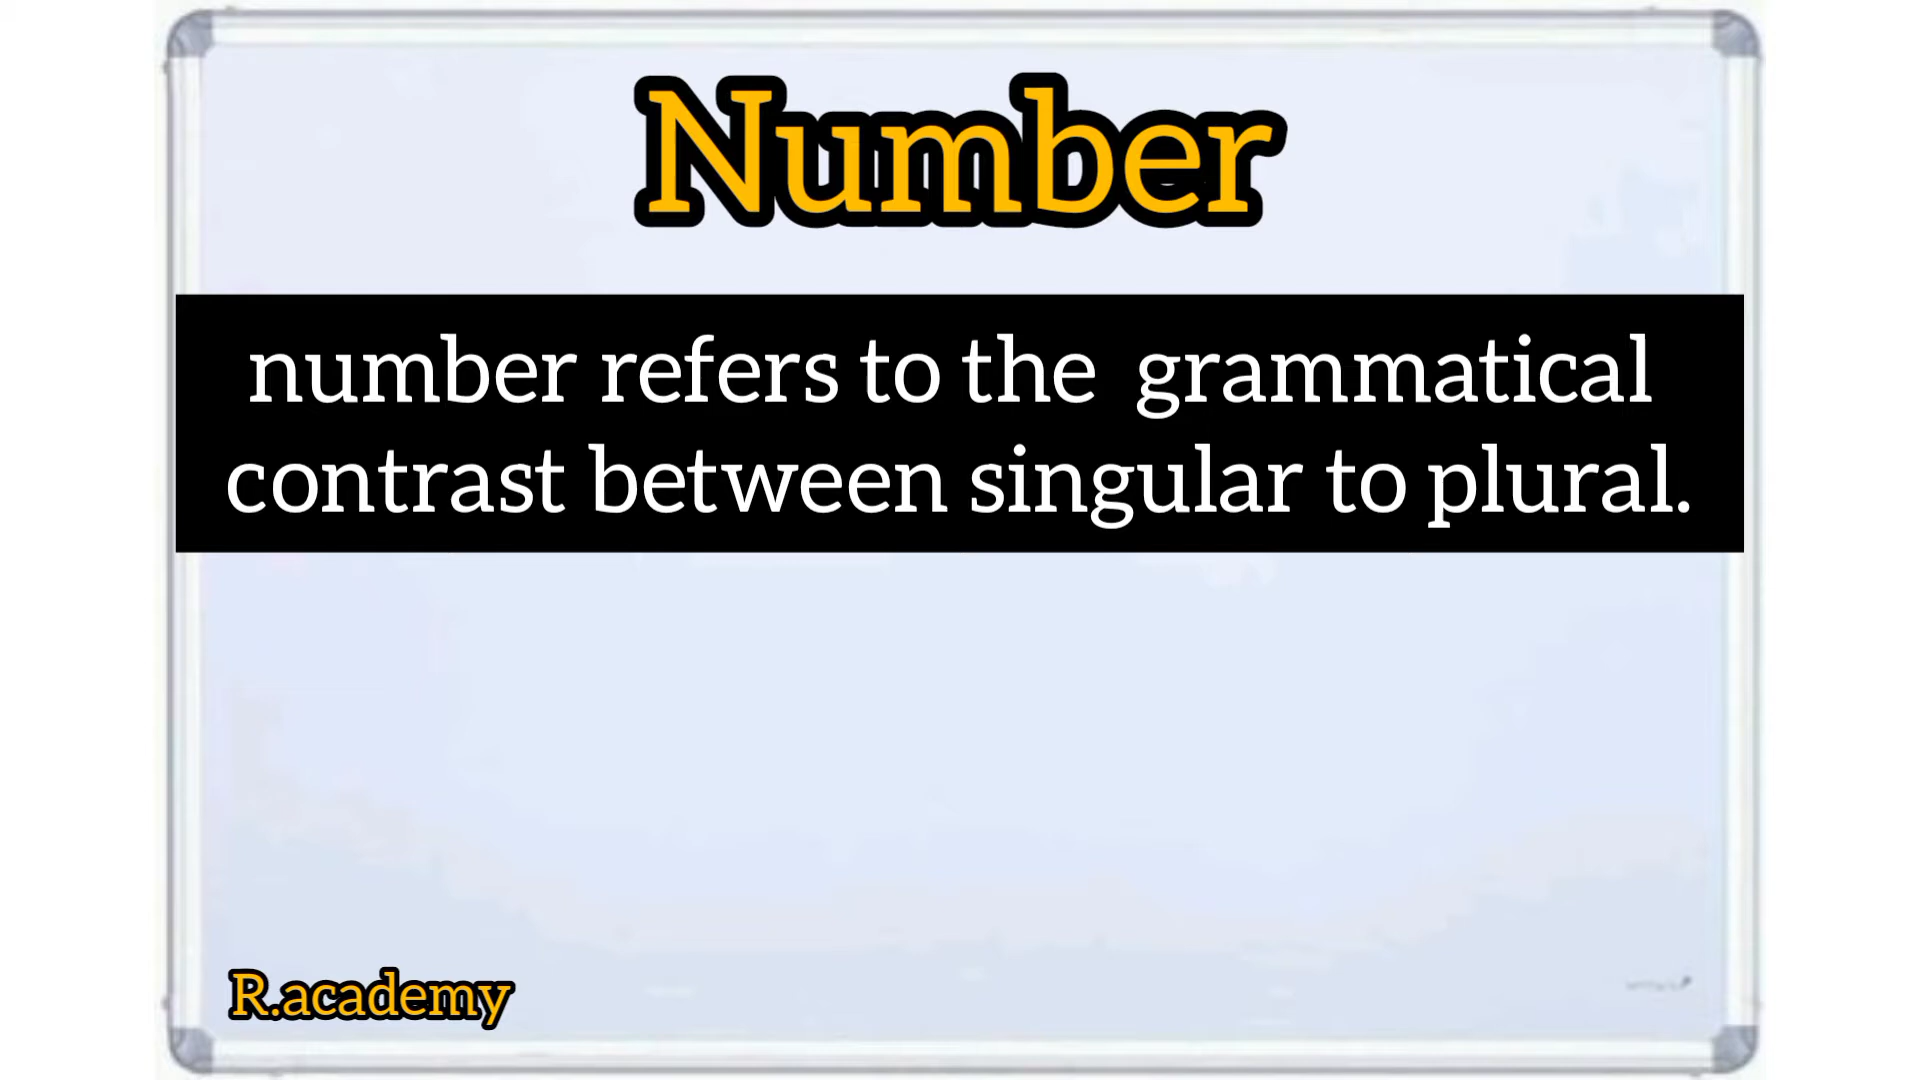 Number
number refers to the grammatical
contrast between singular to plural.
R.academy